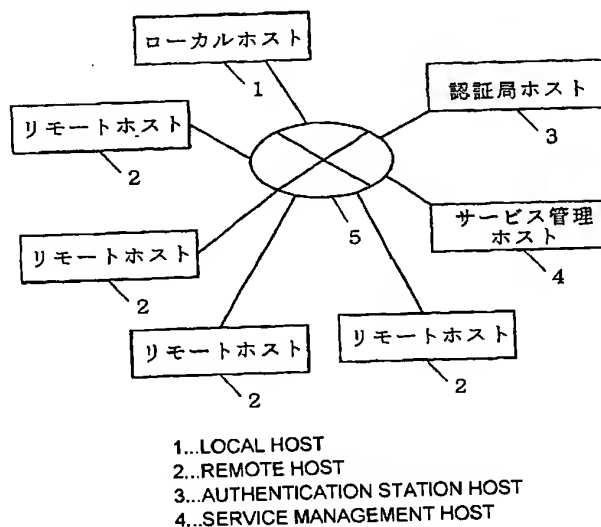 ローカルホスト
1
認証局ホスト
3
リモートホスト
2
サービス管理
ホスト
4
5
リモートホスト
2
リモートホスト
2
リモートホスト
2
1...LOCAL HOST
2...REMOTE HOST
3...AUTHENTICATION STATION HOST
4...SERVICE MANAGEMENT HOST